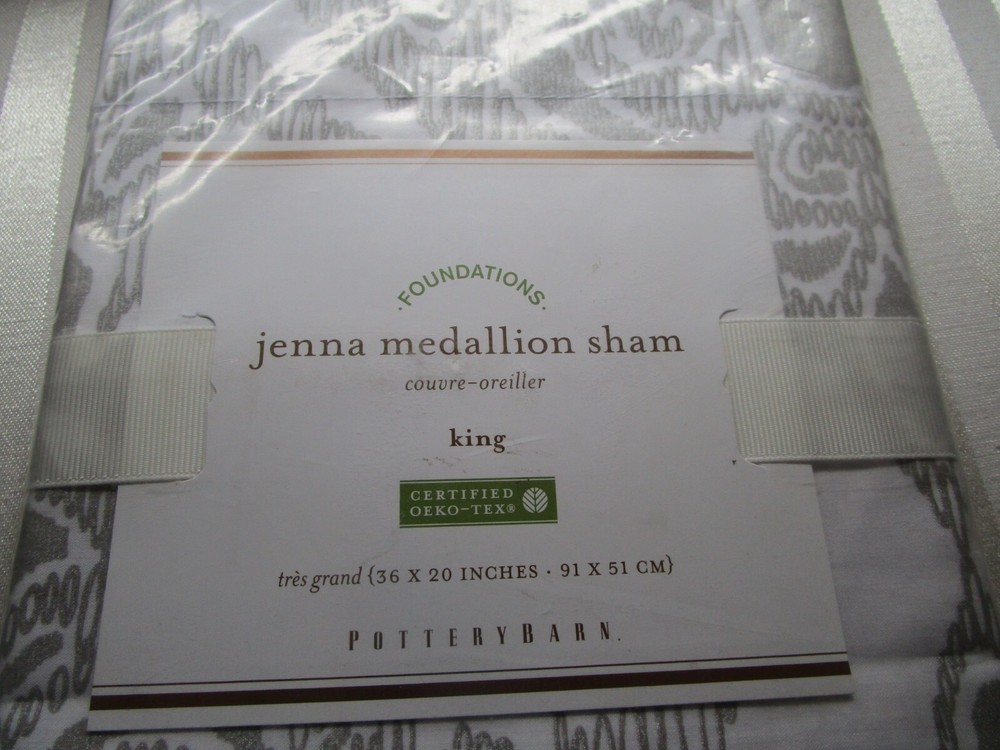 ·FOUNDATIONS·
jenna medallion sham
couvre-oreiller
king
CERTIFIED
OEKO-TEX®
très grand {36 X 20 INCHES · 91 X 51 CM}
POTTERYBARN.